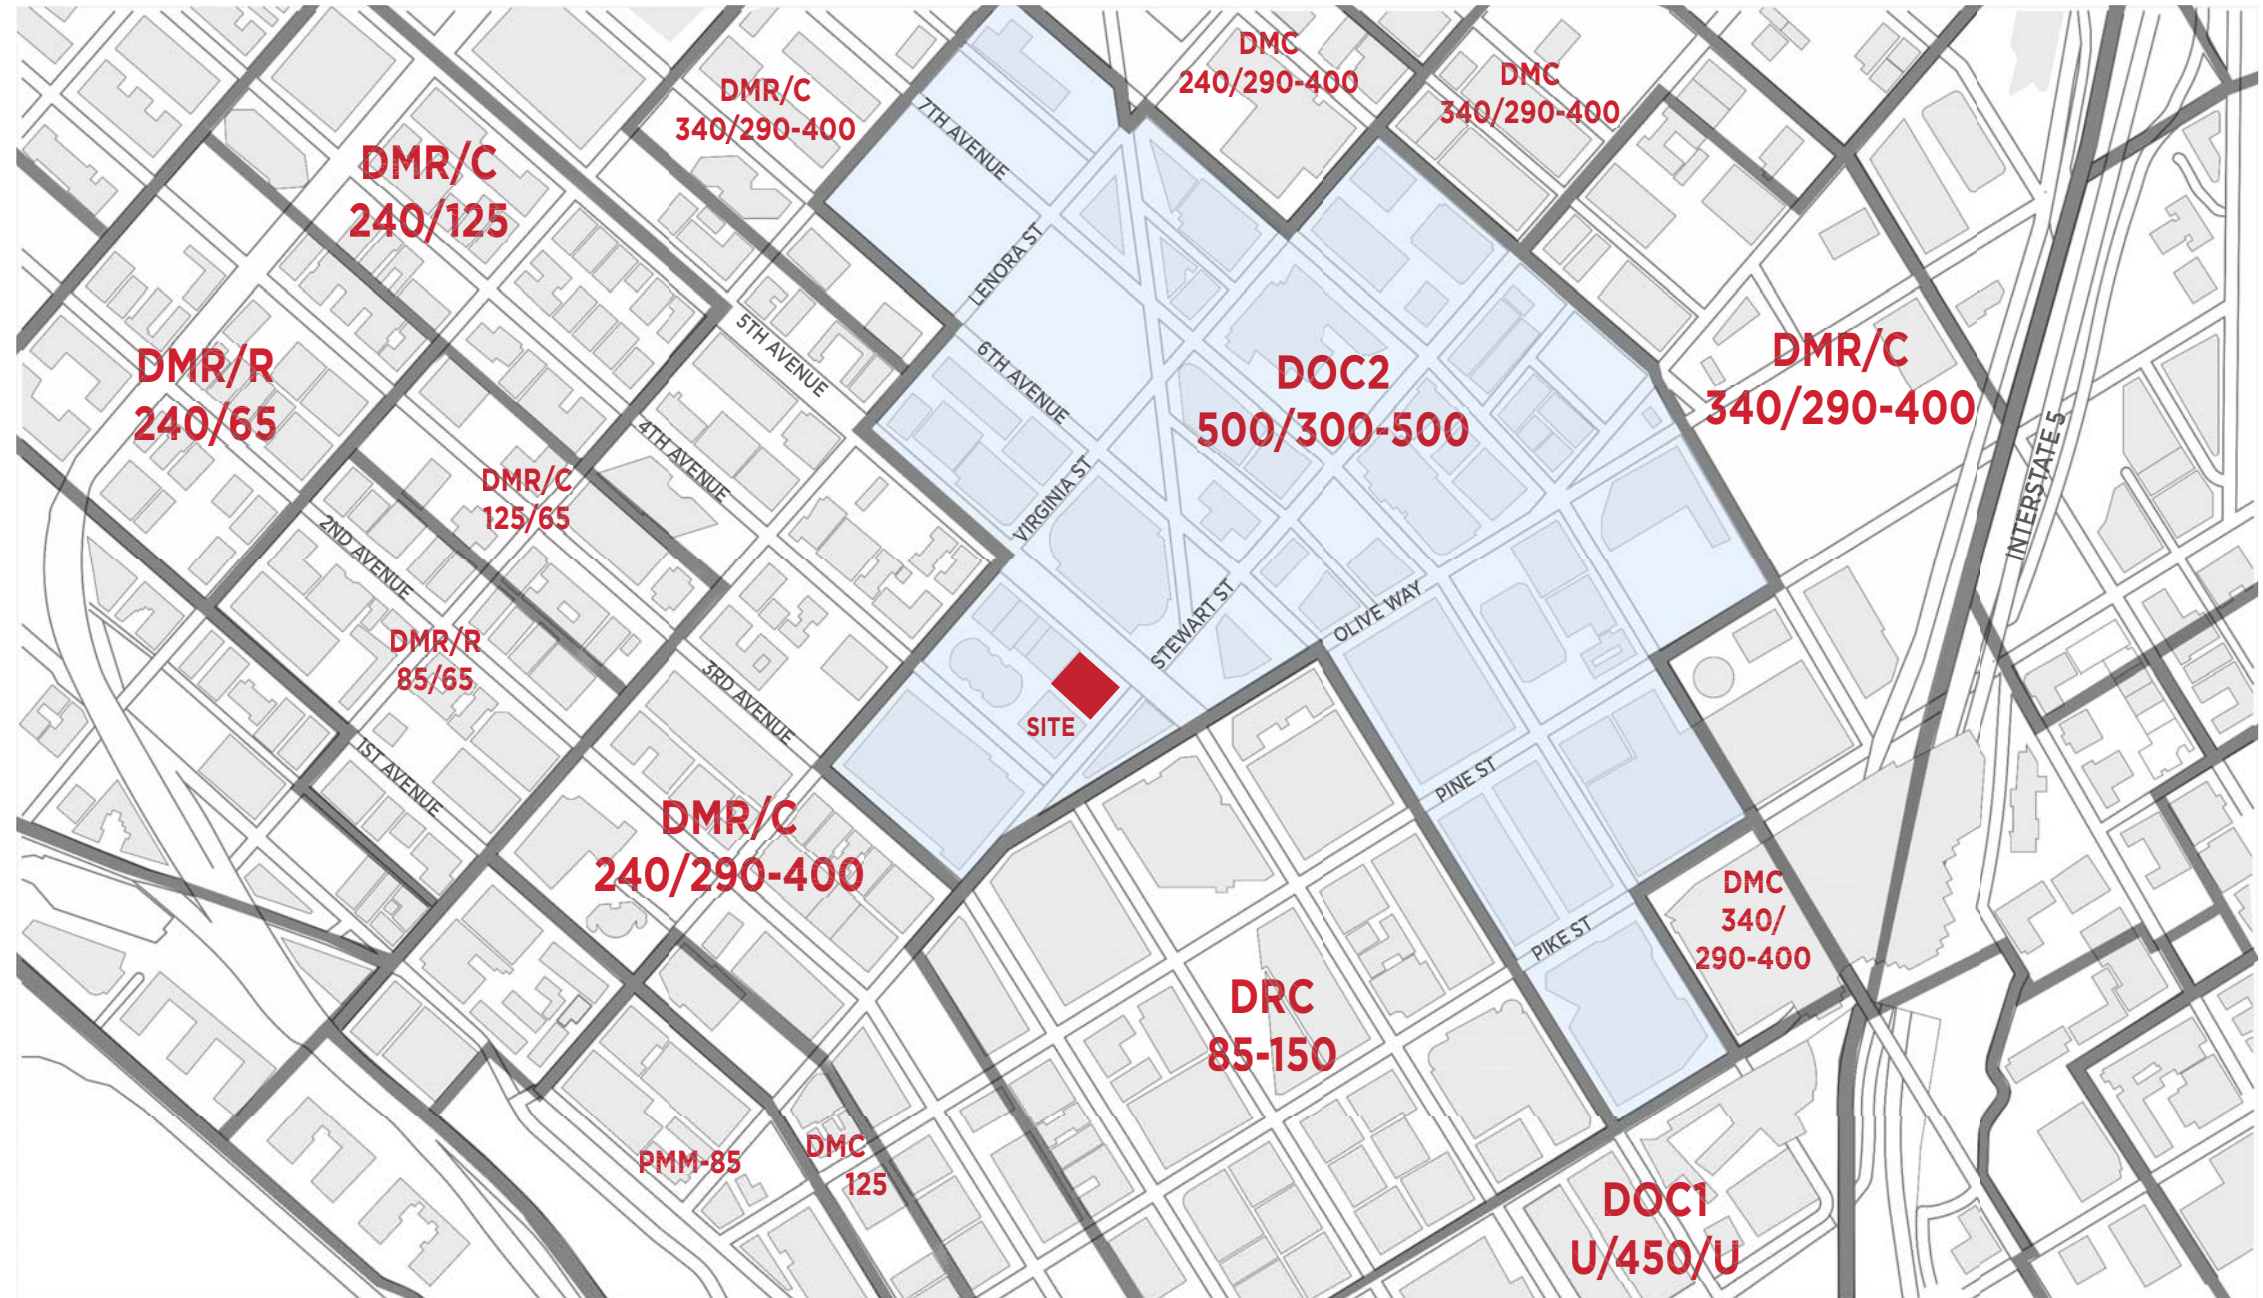 DMC
240/290-400
DMC
340/290-400
DMR/C
340/290-400
7TH AVENUE
DMR/C
240/125
LENORA ST
5TH AVENUE
6TH AVENUE
DMR/R
240/65
DOC2
500/300-500
DMR/C
340/290-400
4TH AVENUE
INTERSTATE 5
DMR/C
125/65
VIRGINIA ST
2ND AVENUE
STEWART ST
OLIVE WAY
DMR/R
85/65
3RD AVENUE
SITE
1ST AVENUE
PINE ST
DMR/C
240/290-400
DMC
340/
290-400
PIKE ST
DRC
85-150
PMM-85
DMC
125
DOC1
U/450/U